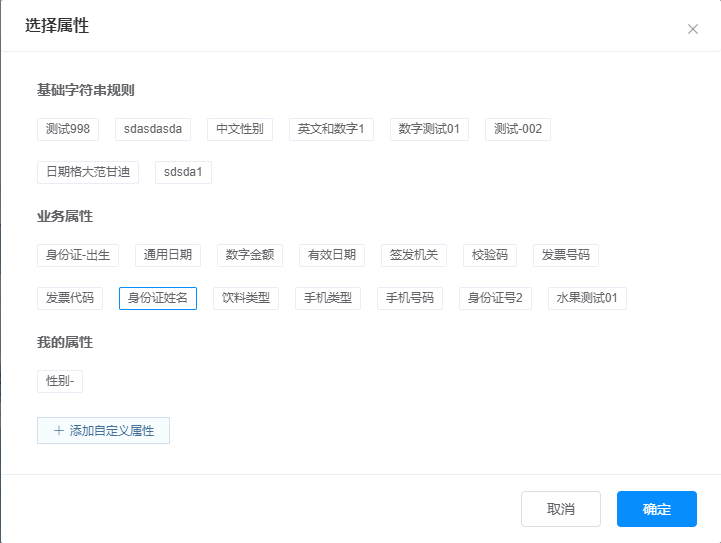 选择属性
基础字符串规则
测试998 sdasdasda 中文性别 英文和数字1 数字测试01 测试-002
日期格大范甘迪 sdsda1
业务属性
身份证-出生 通用日期 数字金额 有效日期 签发机关 校验码 发票号码
发票代码 身份证姓名 饮料类型 手机类型 手机号码 身份证号2 水果测试01
我的属性
性别-
+ 添加自定义属性
取消 确定